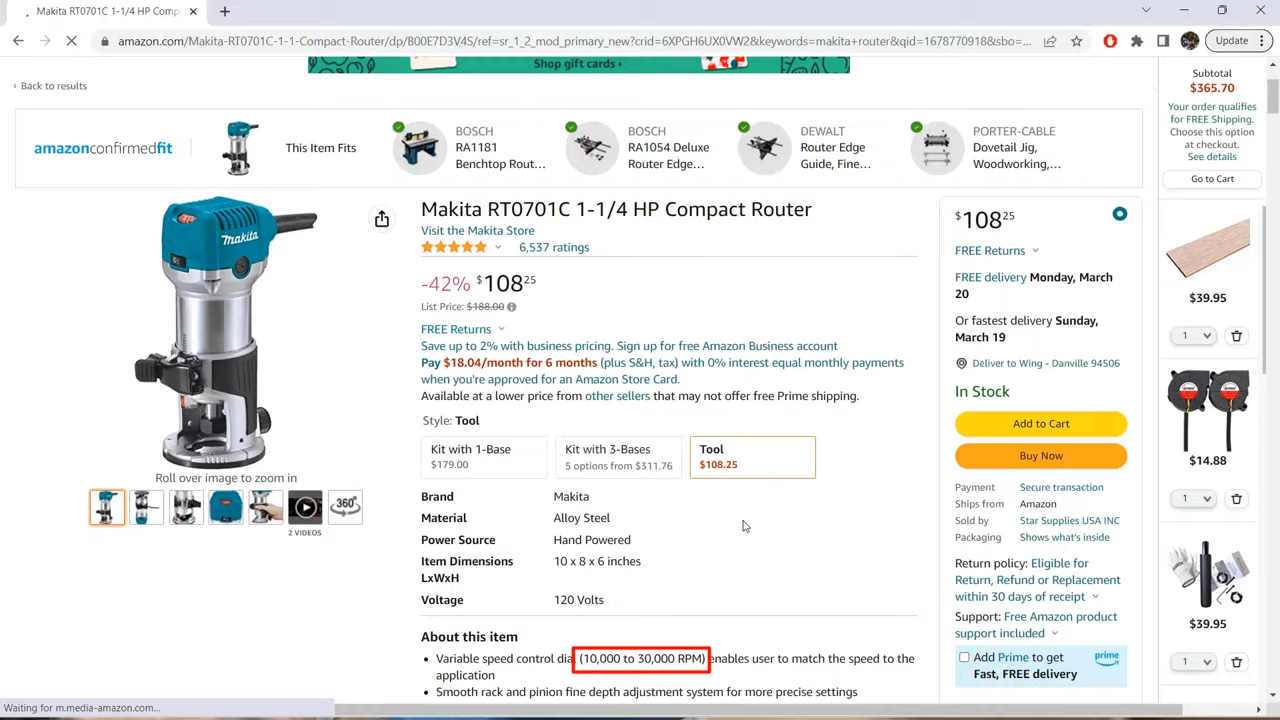 Makita RT0701C 1-1/4 HP Compact
Update
amazon.com/Makita-RT0701C-1-1-Compact-Router/dp/B00E7D3V4S/ref=sr_1_2_mod_primary_new?crid=6XPGH6UX0VW2&keywords=makita+router&qid=1678770918&sbo=...
Shop gift cards ›
‹ Back to results
amazonconfirmedfit
This Item Fits
BOSCH
RA1181
Benchtop Rout...
BOSCH
RA1054 Deluxe
Router Edge...
DEWALT
Router Edge
Guide, Fine...
PORTER-CABLE
Dovetail Jig,
Woodworking,...
Makita
Roll over image to zoom in
360°
2 VIDEOS
Makita RT0701C 1-1/4 HP Compact Router
Visit the Makita Store
6,537 ratings
-42% $108 25
List Price: $188.00
FREE Returns
Save up to 2% with business pricing. Sign up for free Amazon Business account
Pay $18.04/month for 6 months (plus S&H, tax) with 0% interest equal monthly payments
when you're approved for an Amazon Store Card.
Available at a lower price from other sellers that may not offer free Prime shipping.
Style: Tool
Kit with 1-Base
$179.00
Kit with 3-Bases
5 options from $311.76
Tool
$108.25
Brand Makita
Material Alloy Steel
Power Source Hand Powered
Item Dimensions 10 x 8 x 6 inches
LxWxH
Voltage 120 Volts
About this item
• Variable speed control dia (10,000 to 30,000 RPM) enables user to match the speed to the
application
• Smooth rack and pinion fine depth adjustment system for more precise settings
$108 25
FREE Returns
FREE delivery Monday, March
20
Or fastest delivery Sunday,
March 19
Deliver to Wing - Danville 94506
In Stock
Add to Cart
Buy Now
Payment Secure transaction
Ships from Amazon
Sold by Star Supplies USA INC
Packaging Shows what's inside
Return policy: Eligible for
Return, Refund or Replacement
within 30 days of receipt
Support: Free Amazon product
support included
Add Prime to get
Fast, FREE delivery
prime
Subtotal
$365.70
Your order qualifies
for FREE Shipping.
Choose this option
at checkout.
See details
Go to Cart
$39.95
1
$14.88
1
$39.95
1
Waiting for m.media-amazon.com...